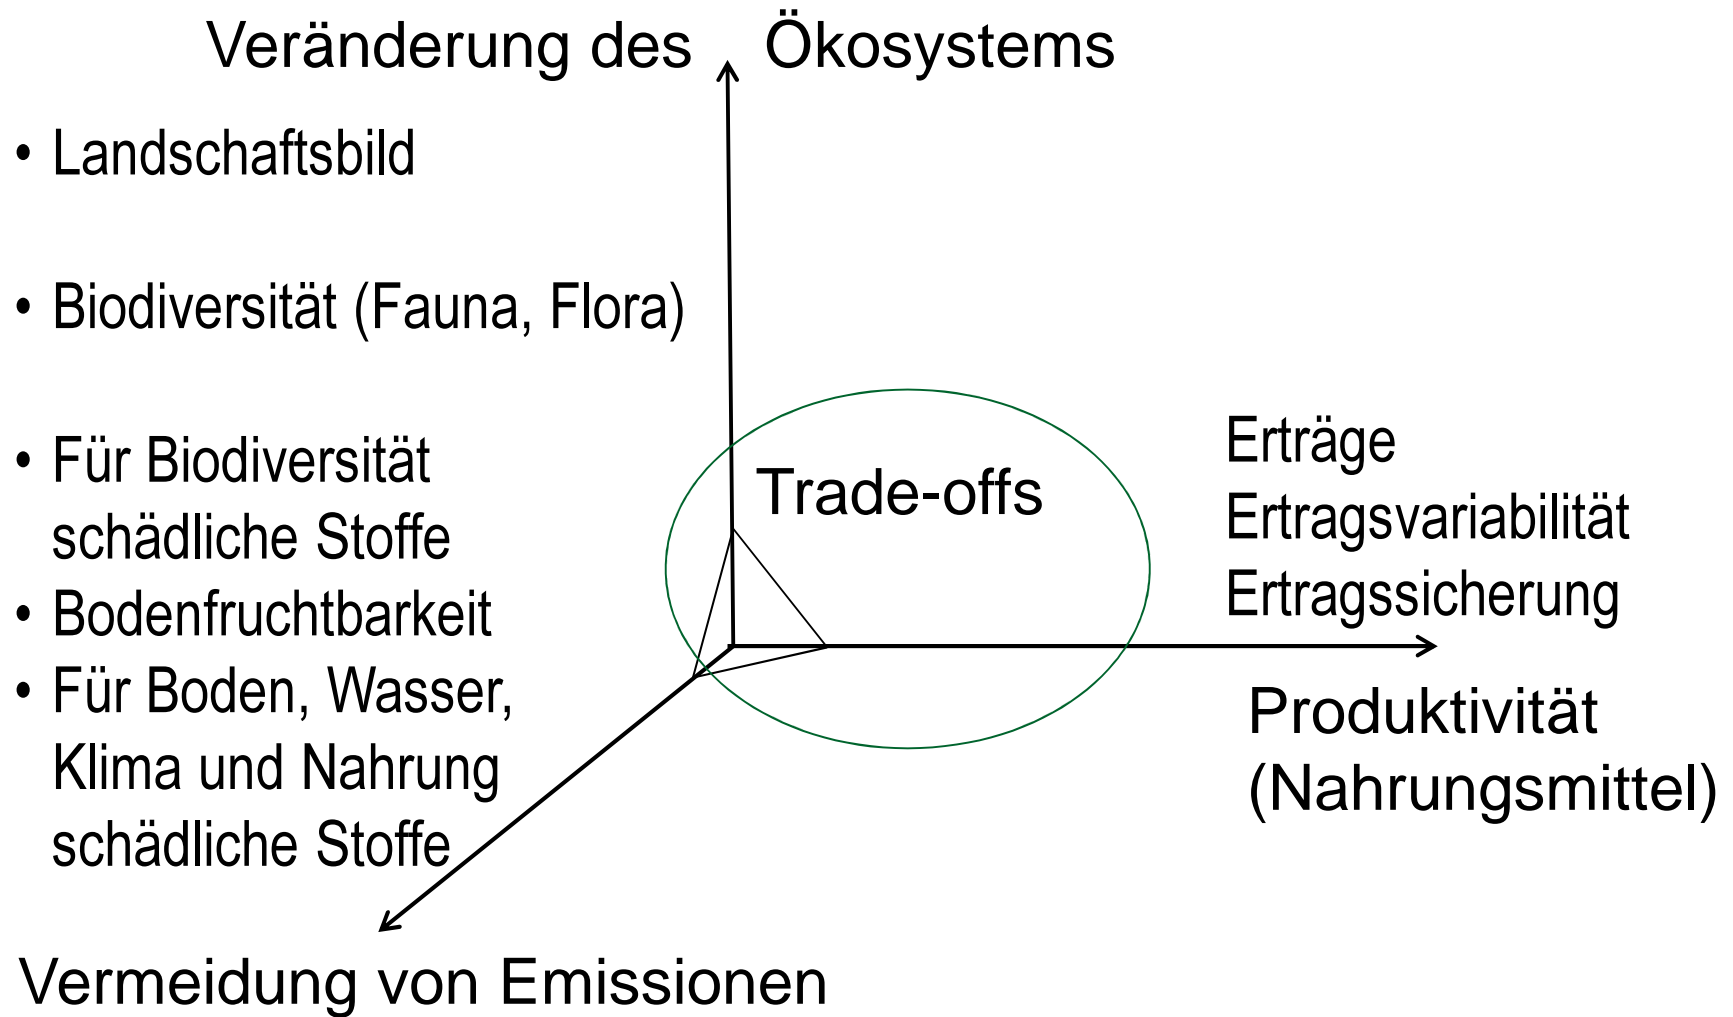 Veränderung des Ökosystems
• Landschaftsbild
• Biodiversität (Fauna, Flora)
• Für Biodiversität
schädliche Stoffe
• Bodenfruchtbarkeit
• Für Boden, Wasser,
Klima und Nahrung
schädliche Stoffe
Trade-offs
Erträge
Ertragsvariabilität
Ertragssicherung
Produktivität
(Nahrungsmittel)
Vermeidung von Emissionen